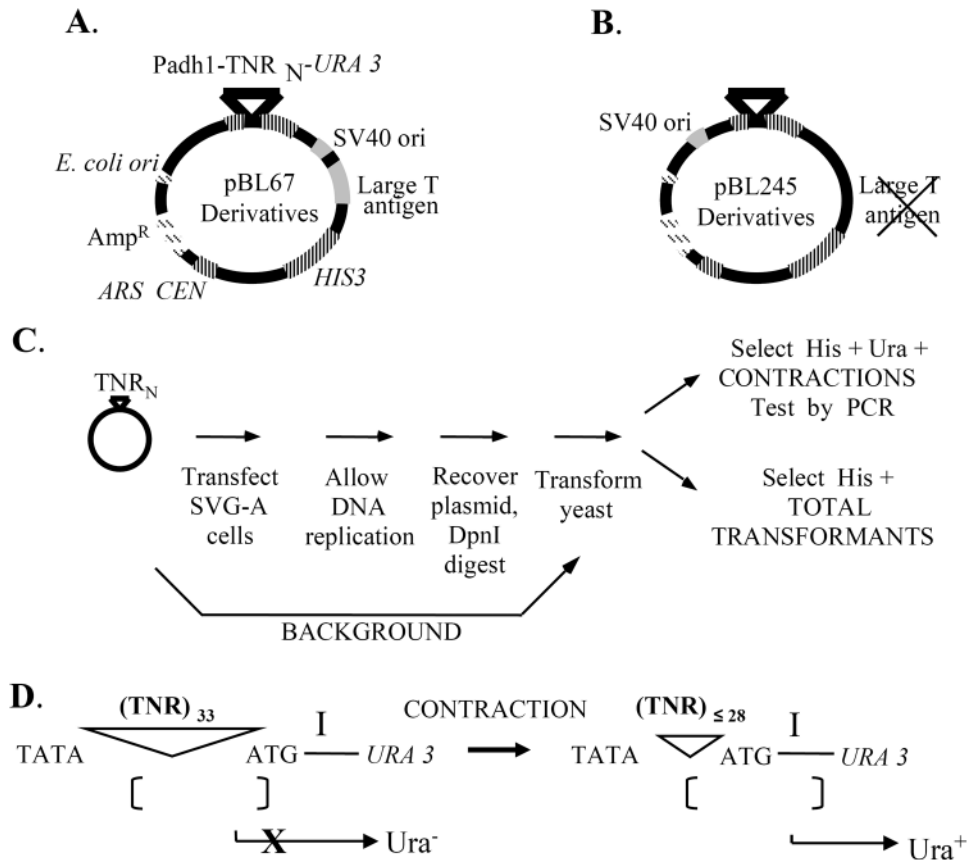 A.
Padh1-TNR N-URA 3
SV40 ori
E. coli ori
pBL67
Derivatives
Large T
antigen
AmpR
ARS CEN
HIS3
B.
SV40 ori
pBL245
Derivatives
Large T
antigen
C.
TNRN
Transfect
SVG-A
cells
Allow
DNA
replication
Recover
plasmid,
DpnI
digest
Transform
yeast
Select His + Ura +
CONTRACTIONS
Test by PCR
Select His +
TOTAL
TRANSFORMANTS
BACKGROUND
D.
(TNR) 33
TATA
ATG
I
URA 3
X
Ura-
CONTRACTION
(TNR) ≤ 28
TATA
ATG
I
URA 3
Ura+